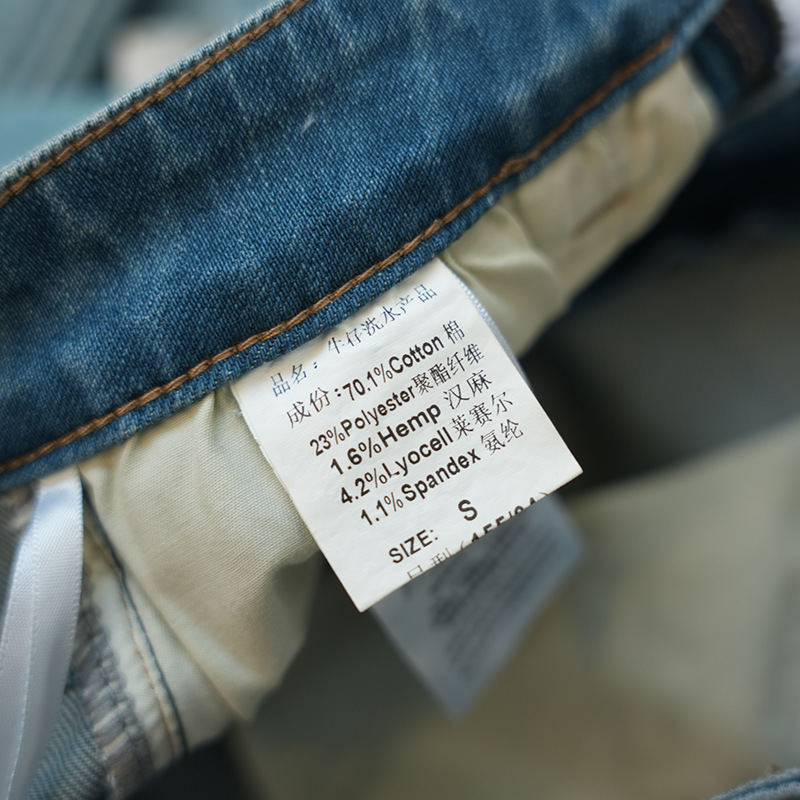 品名：牛仔洗水产品
成份：70.1%Cotton 棉
23%Polyester聚酯纤维
1.6%Hemp 汉麻
4.2%Lyocell莱赛尔
1.1%Spandex 氨纶
SIZE: S